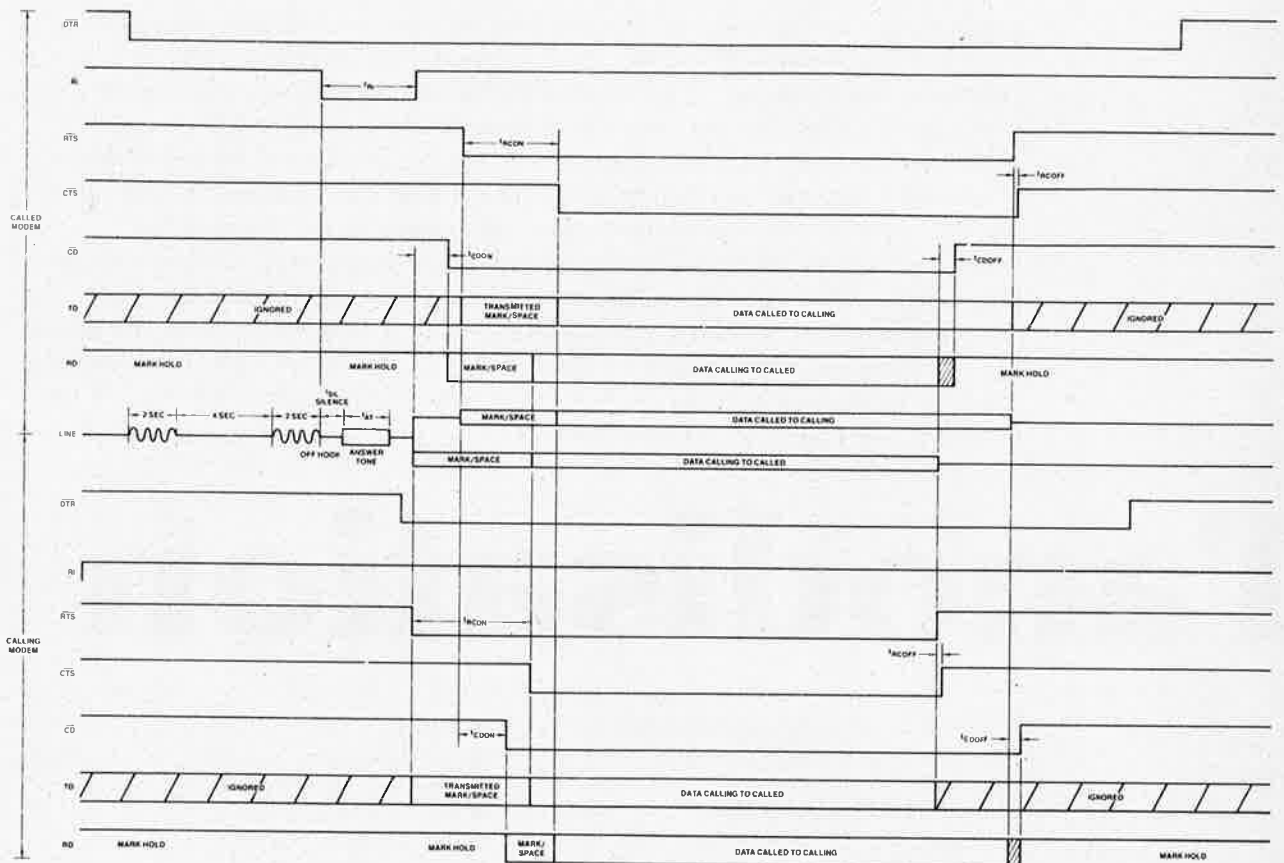 DTR
RI
tRI
RTS
tRCON
CTS
tRCOFF
CALLED
MODEM
CD
tCDON
tCDOFF
TD
IGNORED
TRANSMITTED
MARK/SPACE
DATA CALLED TO CALLING
IGNORED
RD
MARK HOLD
MARK HOLD
MARK/SPACE
DATA CALLING TO CALLED
MARK HOLD
tSIL
SILENCE
2 SEC
4 SEC
2 SEC
tAT
MARK/SPACE
DATA CALLED TO CALLING
LINE
OFF HOOK
ANSWER
TONE
MARK/SPACE
DATA CALLING TO CALLED
DTR
RI
RTS
tRCON
CALLING
MODEM
tRCOFF
CTS
CD
tCDON
tCDOFF
TD
IGNORED
TRANSMITTED
MARK/SPACE
DATA CALLING TO CALLED
IGNORED
RD
MARK HOLD
MARK HOLD
MARK/
SPACE
DATA CALLED TO CALLING
MARK HOLD